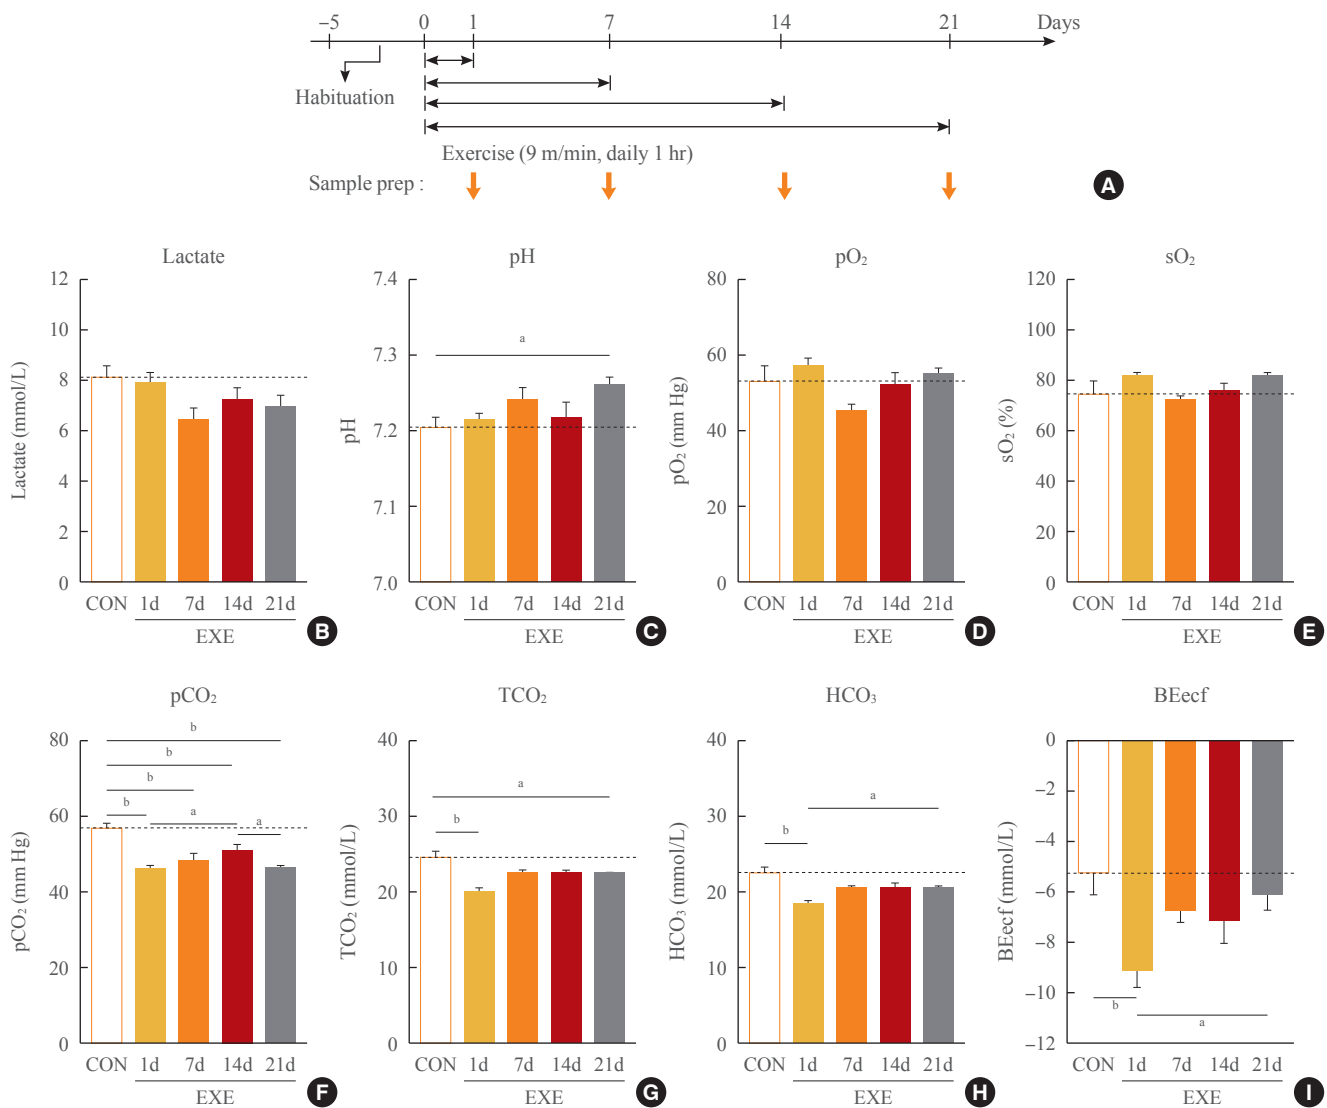 −5 0 1 7 14 21 Days
Habituation
Exercise (9 m/min, daily 1 hr)
Sample prep :
A
Lactate
12
10
8
6
4
2
0
Lactate (mmol/L)
CON 1d 7d 14d 21d
EXE
B
pH
7.4
7.3
7.2
7.1
7.0
pH
a
CON 1d 7d 14d 21d
EXE
C
pO₂
80
60
40
20
0
pO₂ (mm Hg)
CON 1d 7d 14d 21d
EXE
D
sO₂
120
100
80
60
40
20
0
sO₂ (%)
CON 1d 7d 14d 21d
EXE
E
pCO₂
80
60
40
20
0
pCO₂ (mm Hg)
b
b
b
b
a
a
CON 1d 7d 14d 21d
EXE
F
TCO₂
40
30
20
10
0
TCO₂ (mmol/L)
a
b
CON 1d 7d 14d 21d
EXE
G
HCO₃
40
30
20
10
0
HCO₃ (mmol/L)
a
b
CON 1d 7d 14d 21d
EXE
H
BEecf
0
−2
−4
−6
−8
−10
−12
BEecf (mmol/L)
b
a
CON 1d 7d 14d 21d
EXE
I